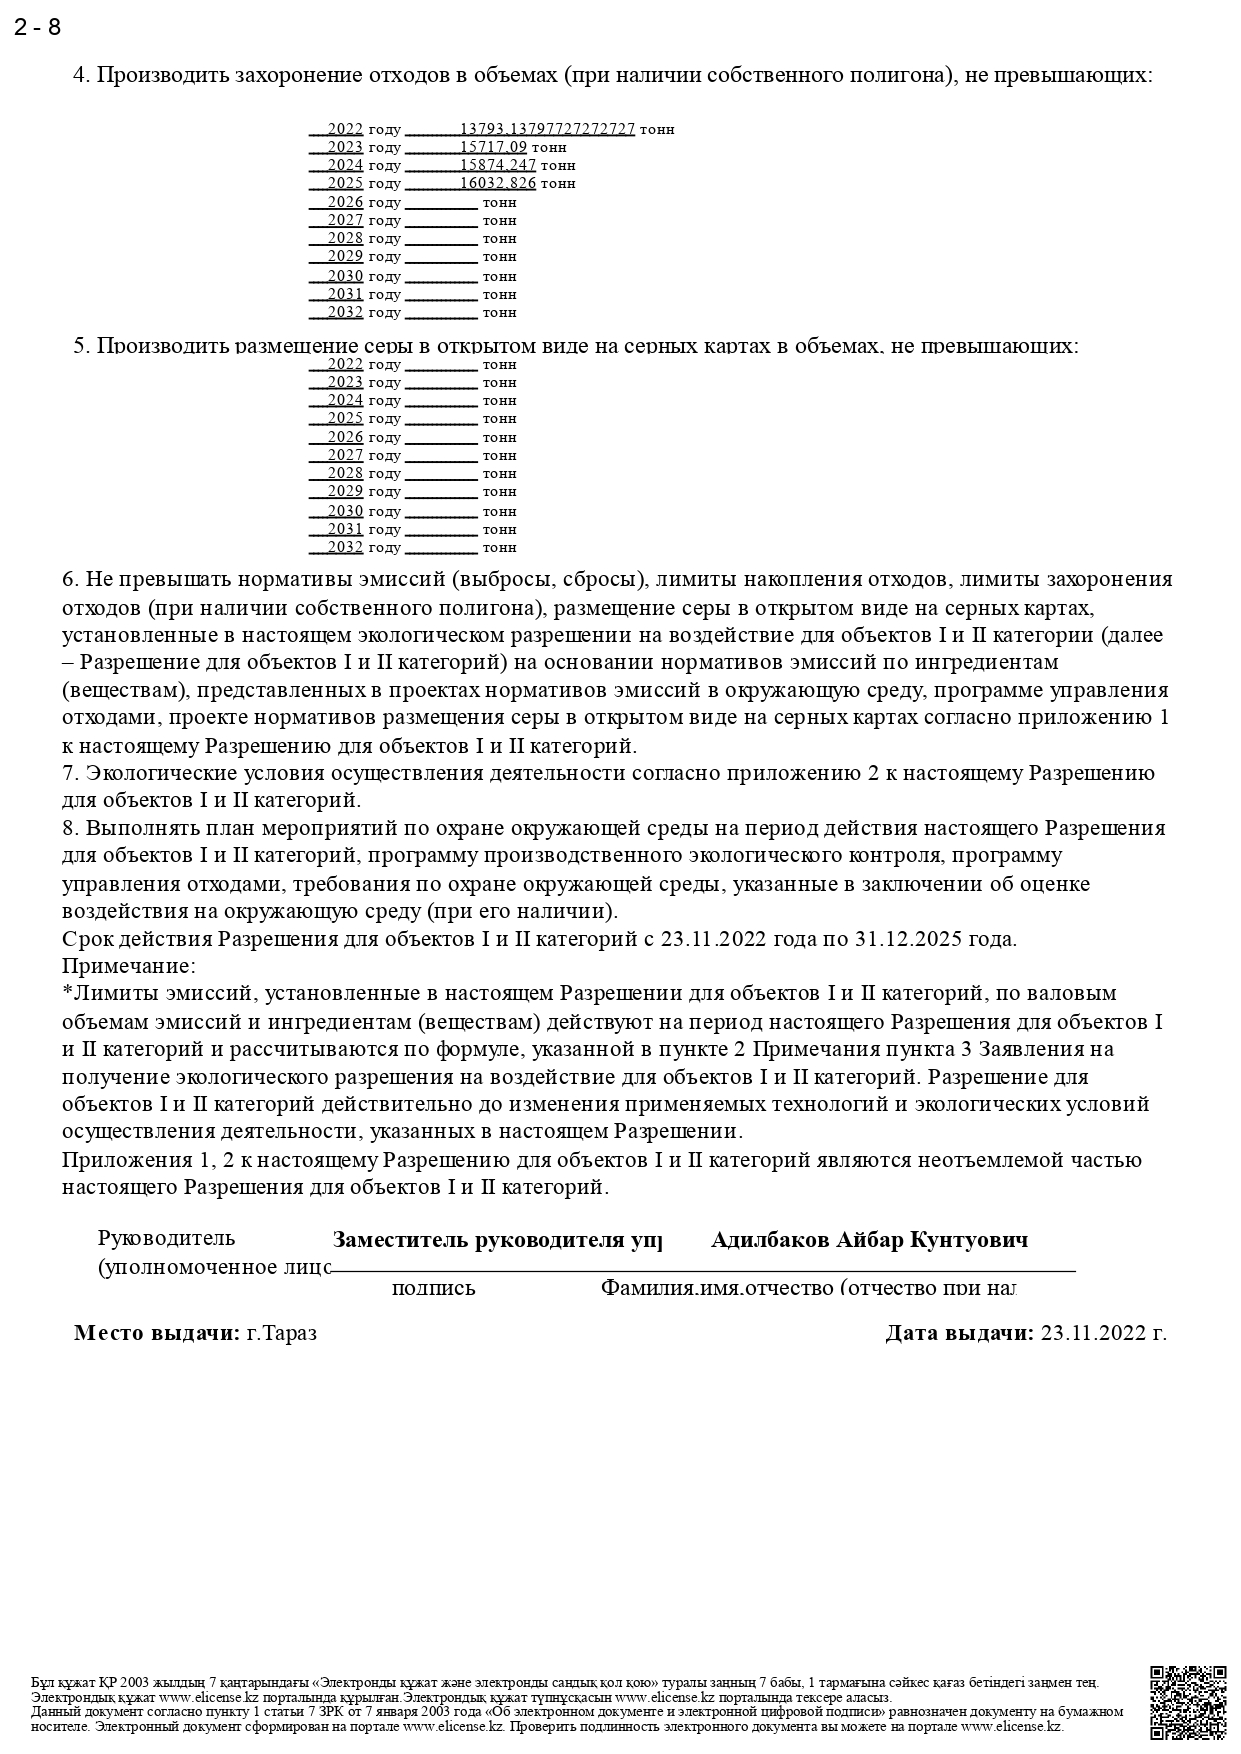 2 - 8
4. Производить захоронение отходов в объемах (при наличии собственного полигона), не превышающих:
2022 году 13793,13797727272727 тонн
2023 году 15717,09 тонн
2024 году 15874,247 тонн
2025 году 16032,826 тонн
2026 году ___________ тонн
2027 году ___________ тонн
2028 году ___________ тонн
2029 году ___________ тонн
2030 году ___________ тонн
2031 году ___________ тонн
2032 году ___________ тонн
5. Производить размещение серы в открытом виде на серных картах в объемах, не превышающих:
2022 году ___________ тонн
2023 году ___________ тонн
2024 году ___________ тонн
2025 году ___________ тонн
2026 году ___________ тонн
2027 году ___________ тонн
2028 году ___________ тонн
2029 году ___________ тонн
2030 году ___________ тонн
2031 году ___________ тонн
2032 году ___________ тонн
6. Не превышать нормативы эмиссий (выбросы, сбросы), лимиты накопления отходов, лимиты захоронения
отходов (при наличии собственного полигона), размещение серы в открытом виде на серных картах,
установленные в настоящем экологическом разрешении на воздействие для объектов I и II категории (далее
– Разрешение для объектов I и II категорий) на основании нормативов эмиссий по ингредиентам
(веществам), представленных в проектах нормативов эмиссий в окружающую среду, программе управления
отходами, проекте нормативов размещения серы в открытом виде на серных картах согласно приложению 1
к настоящему Разрешению для объектов I и II категорий.
7. Экологические условия осуществления деятельности согласно приложению 2 к настоящему Разрешению
для объектов I и II категорий.
8. Выполнять план мероприятий по охране окружающей среды на период действия настоящего Разрешения
для объектов I и II категорий, программу производственного экологического контроля, программу
управления отходами, требования по охране окружающей среды, указанные в заключении об оценке
воздействия на окружающую среду (при его наличии).
Срок действия Разрешения для объектов I и II категорий с 23.11.2022 года по 31.12.2025 года.
Примечание:
*Лимиты эмиссий, установленные в настоящем Разрешении для объектов I и II категорий, по валовым
объемам эмиссий и ингредиентам (веществам) действуют на период настоящего Разрешения для объектов I
и II категорий и рассчитываются по формуле, указанной в пункте 2 Примечания пункта 3 Заявления на
получение экологического разрешения на воздействие для объектов I и II категорий. Разрешение для
объектов I и II категорий действительно до изменения применяемых технологий и экологических условий
осуществления деятельности, указанных в настоящем Разрешении.
Приложения 1, 2 к настоящему Разрешению для объектов I и II категорий являются неотъемлемой частью
настоящего Разрешения для объектов I и II категорий.
Руководитель Заместитель руководителя упр Адилбаков Айбар Кунтуович
(уполномоченное лицо
подпись Фамилия,имя,отчество (отчество при нал
Место выдачи: г.Тараз Дата выдачи: 23.11.2022 г.
Бұл құжат ҚР 2003 жылдың 7 қаңтарындағы «Электронды құжат және электронды сандық қол қою» туралы заңның 7 бабы, 1 тармағына сәйкес қағаз бетіндегі заңмен тең.
Электрондық құжат www.elicense.kz порталында құрылған.Электрондық құжат түпнұсқасын www.elicense.kz порталында тексере аласыз.
Данный документ согласно пункту 1 статьи 7 ЗРК от 7 января 2003 года «Об электронном документе и электронной цифровой подписи» равнозначен документу на бумажном
носителе. Электронный документ сформирован на портале www.elicense.kz. Проверить подлинность электронного документа вы можете на портале www.elicense.kz.